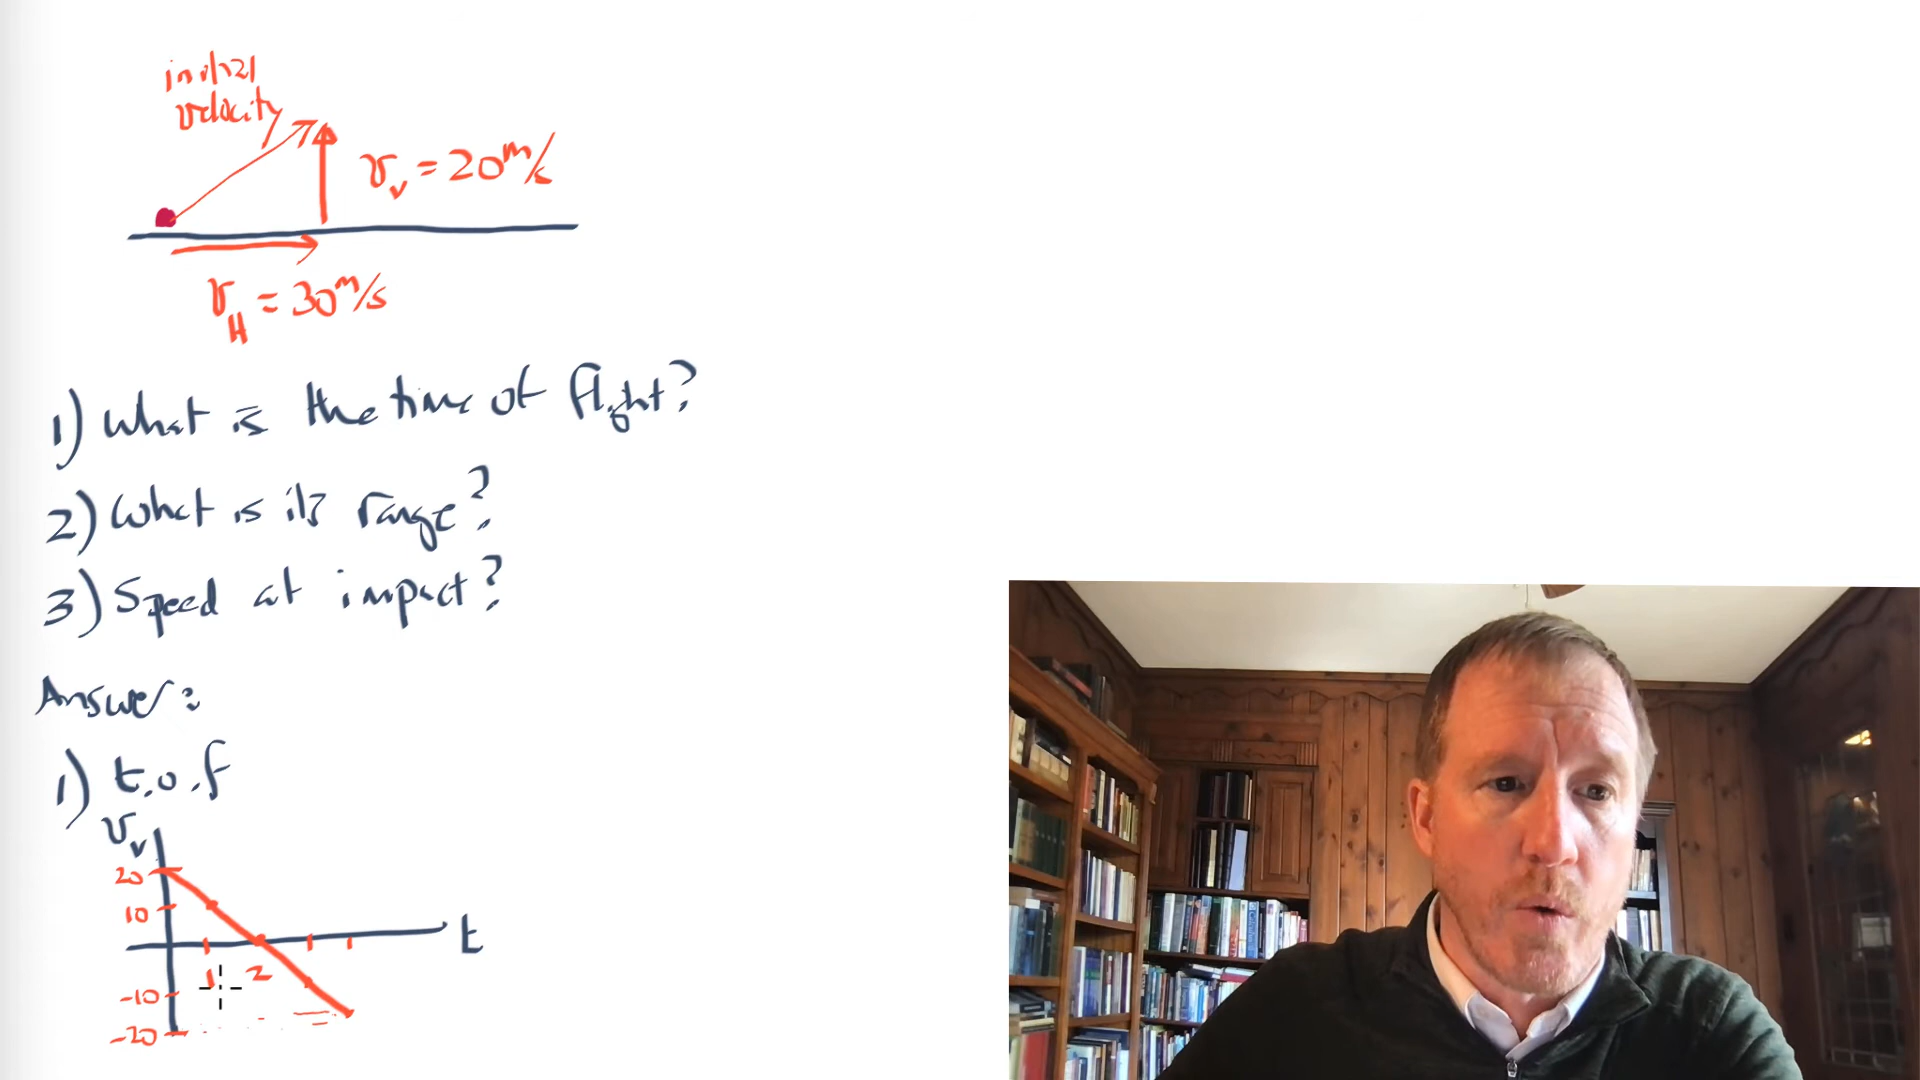 initial
velocity
v_v = 20 m/s
v_H = 30 m/s
1) What is the time of flight?
2) What is its range?
3) Speed at impact?
Answer:
1) t.o.f
v_v
20
10
t
1 2
-10
-20